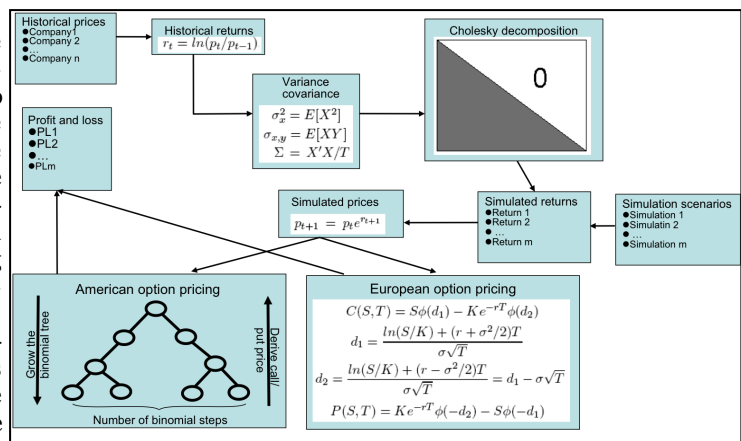 Historical prices
●Company1
●Company 2
●...
●Company n
Historical returns
r_t = ln(p_t/p_{t−1})
Cholesky decomposition
0
Variance
covariance
σ_x^2 = E[X^2]
σ_{x,y} = E[XY]
Σ = X'X/T
Profit and loss
●PL1
●PL2
●...
●PLm
Simulated prices
p_{t+1} = p_t e^{r_{t+1}}
Simulated returns
●Return 1
●Return 2
● ...
●Return m
Simulation scenarios
●Simulation 1
●Simulatin 2
● ...
●Simulation m
American option pricing
Grow the
binomial tree
Derive call/
put price
Number of binomial steps
European option pricing
C(S,T) = Sϕ(d_1) − Ke^{−rT}ϕ(d_2)
d_1 = (ln(S/K) + (r + σ^2/2)T) / (σ√T)
d_2 = (ln(S/K) + (r − σ^2/2)T) / (σ√T) = d_1 − σ√T
P(S,T) = Ke^{−rT}ϕ(−d_2) − Sϕ(−d_1)